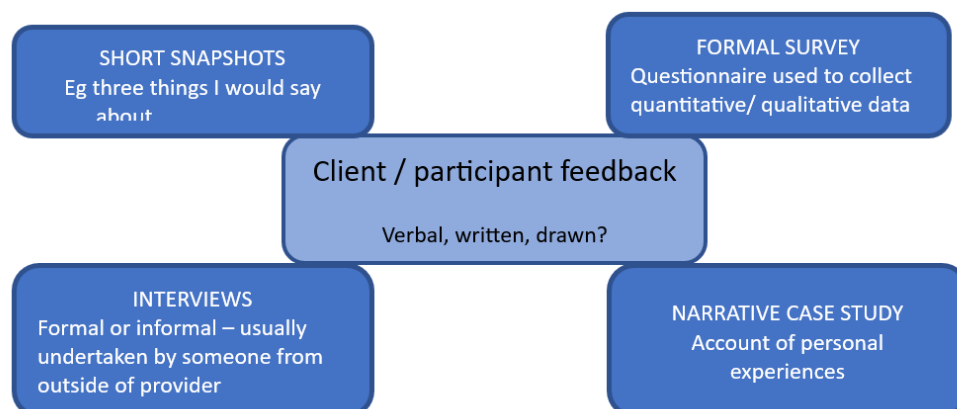 SHORT SNAPSHOTS
Eg three things I would say
about
FORMAL SURVEY
Questionnaire used to collect
quantitative/ qualitative data
Client / participant feedback
Verbal, written, drawn?
INTERVIEWS
Formal or informal – usually
undertaken by someone from
outside of provider
NARRATIVE CASE STUDY
Account of personal
experiences